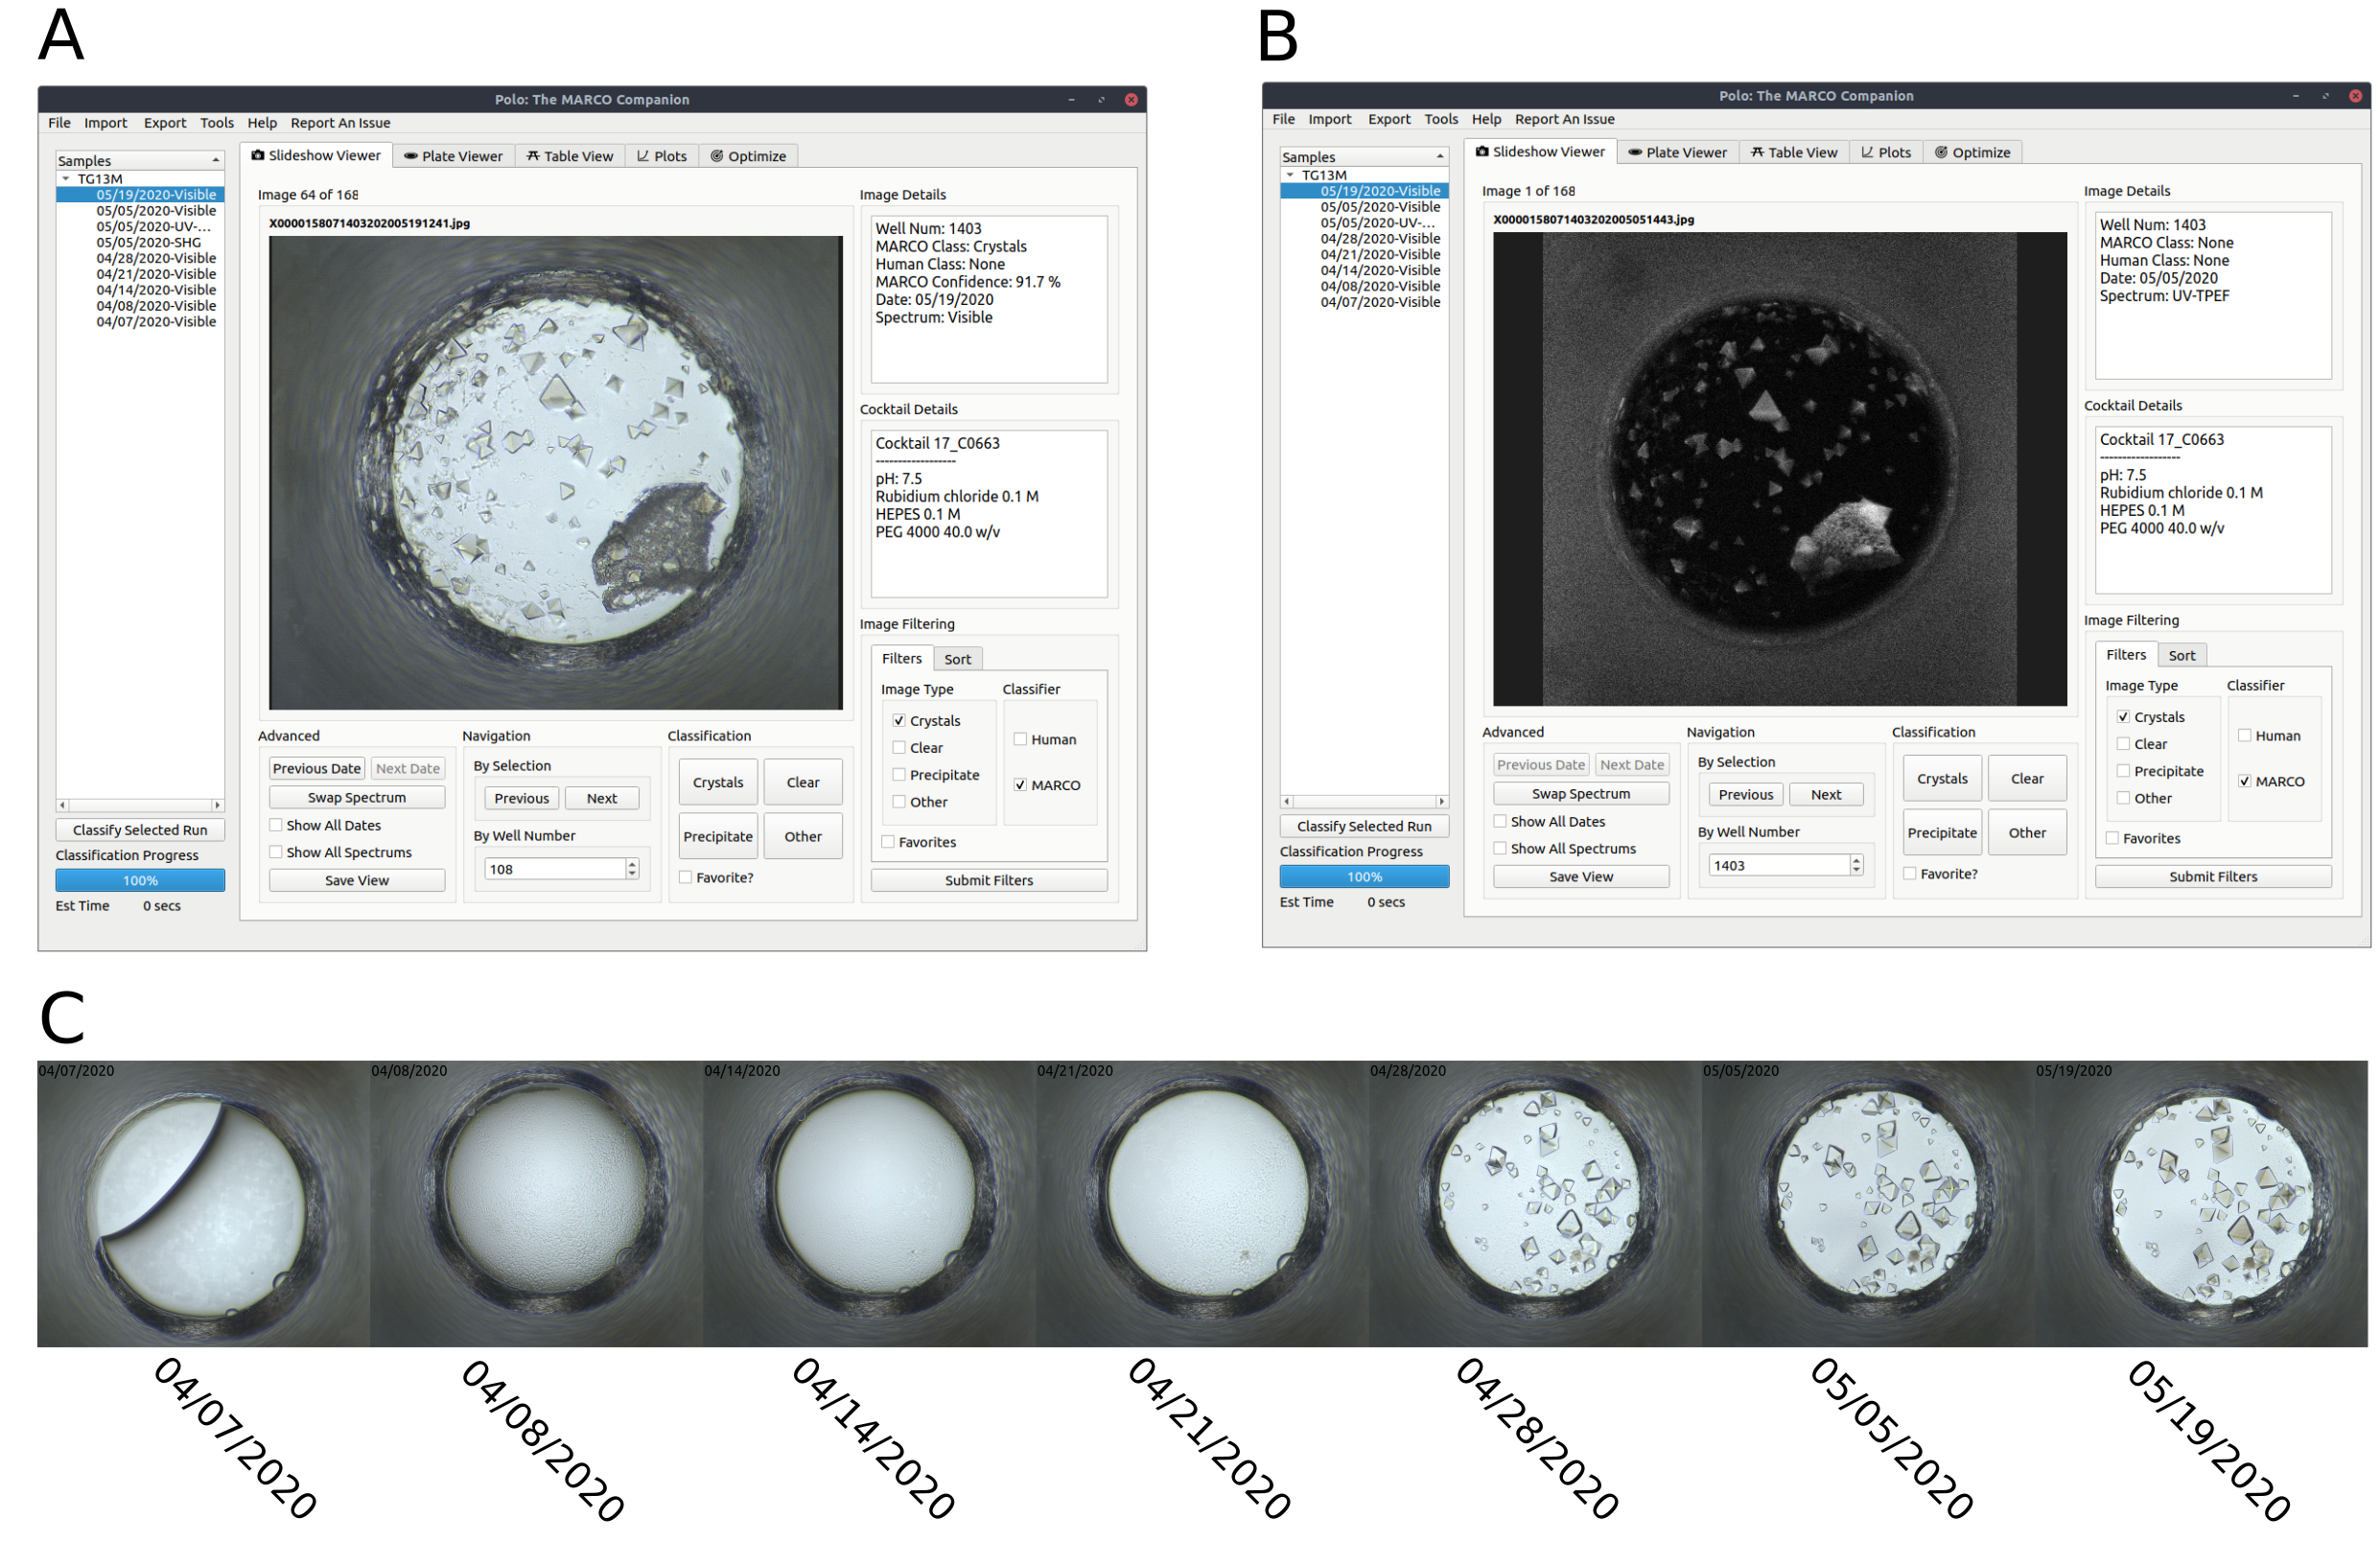 A
Polo: The MARCO Companion
File Import Export Tools Help Report An Issue
Samples
TG13M
05/19/2020-Visible
05/05/2020-Visible
05/05/2020-UV-...
05/05/2020-SHG
04/28/2020-Visible
04/21/2020-Visible
04/14/2020-Visible
04/08/2020-Visible
04/07/2020-Visible
Classify Selected Run
Classification Progress
100%
Est Time 0 secs
Slideshow Viewer Plate Viewer Table View Plots Optimize
Image 64 of 168
X0000158071403202005191241.jpg
Advanced
Previous Date Next Date
Swap Spectrum
Show All Dates
Show All Spectrums
Save View
Navigation
By Selection
Previous Next
By Well Number
108
Classification
Crystals Clear
Precipitate Other
Favorite?
Image Details
Well Num: 1403
MARCO Class: Crystals
Human Class: None
MARCO Confidence: 91.7 %
Date: 05/19/2020
Spectrum: Visible
Cocktail Details
Cocktail 17_C0663
------------------
pH: 7.5
Rubidium chloride 0.1 M
HEPES 0.1 M
PEG 4000 40.0 w/v
Image Filtering
Filters Sort
Image Type
Crystals
Clear
Precipitate
Other
Classifier
Human
MARCO
Favorites
Submit Filters
B
Polo: The MARCO Companion
File Import Export Tools Help Report An Issue
Samples
TG13M
05/19/2020-Visible
05/05/2020-Visible
05/05/2020-UV-...
04/28/2020-Visible
04/21/2020-Visible
04/14/2020-Visible
04/08/2020-Visible
04/07/2020-Visible
Classify Selected Run
Classification Progress
100%
Est Time 0 secs
Slideshow Viewer Plate Viewer Table View Plots Optimize
Image 1 of 168
X0000158071403202005051443.jpg
Advanced
Previous Date Next Date
Swap Spectrum
Show All Dates
Show All Spectrums
Save View
Navigation
By Selection
Previous Next
By Well Number
1403
Classification
Crystals Clear
Precipitate Other
Favorite?
Image Details
Well Num: 1403
MARCO Class: None
Human Class: None
Date: 05/05/2020
Spectrum: UV-TPEF
Cocktail Details
Cocktail 17_C0663
------------------
pH: 7.5
Rubidium chloride 0.1 M
HEPES 0.1 M
PEG 4000 40.0 w/v
Image Filtering
Filters Sort
Image Type
Crystals
Clear
Precipitate
Other
Classifier
Human
MARCO
Favorites
Submit Filters
C
04/07/2020 04/08/2020 04/14/2020 04/21/2020 04/28/2020 05/05/2020 05/19/2020
04/07/2020 04/08/2020 04/14/2020 04/21/2020 04/28/2020 05/05/2020 05/19/2020